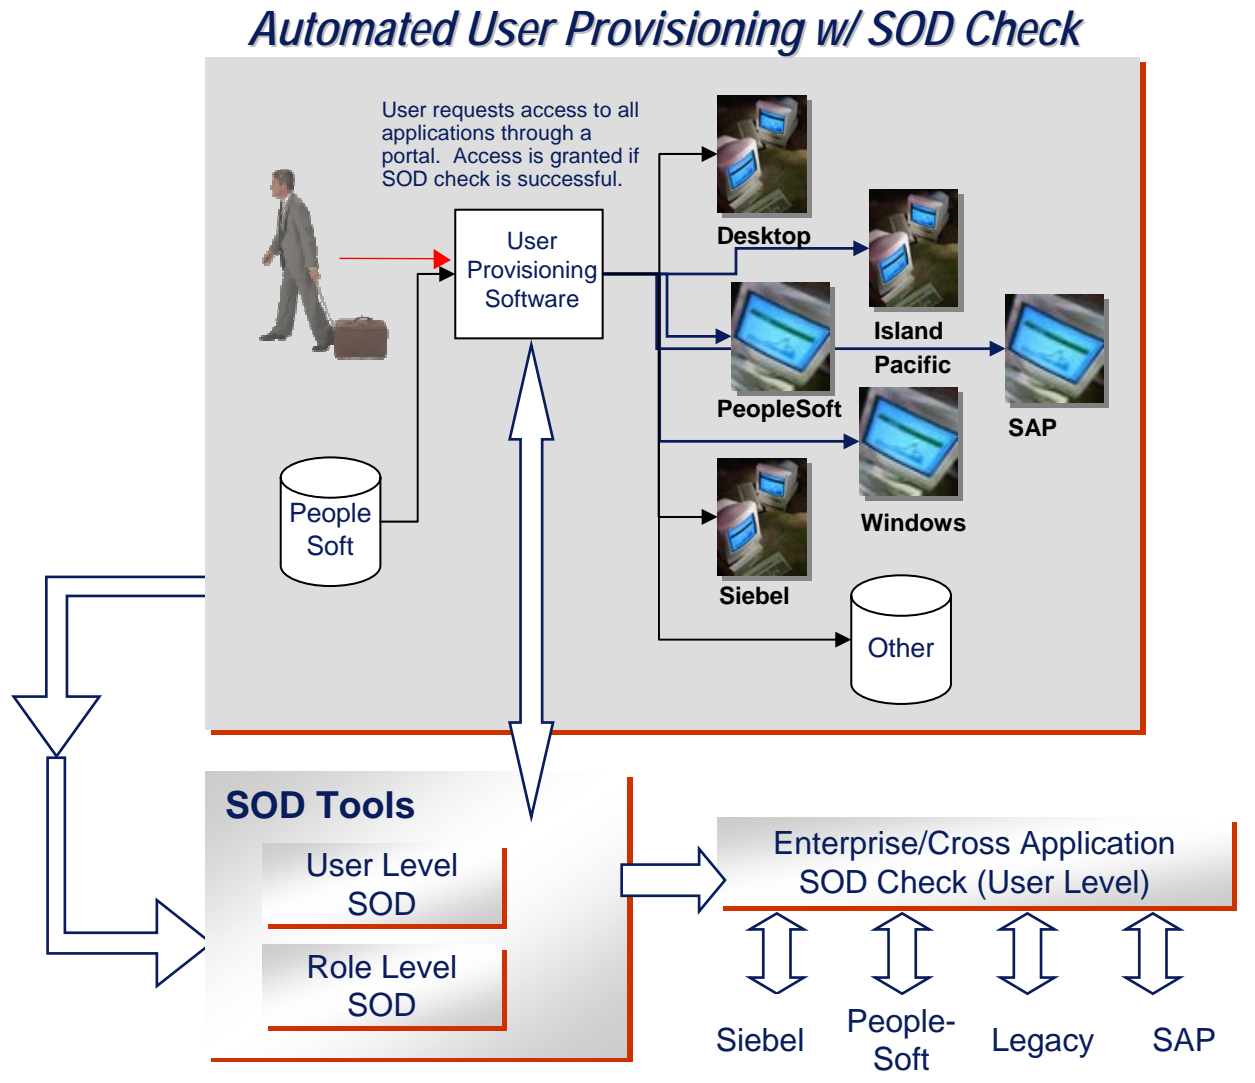 Automated User Provisioning w/ SOD Check
User requests access to all
applications through a
portal.  Access is granted if
SOD check is successful.
User
Provisioning
Software
Desktop
Island
Pacific
PeopleSoft
SAP
Windows
People
Soft
Siebel
Other
SOD Tools
User Level
SOD
Role Level
SOD
Enterprise/Cross Application
SOD Check (User Level)
Siebel
People-
Soft
Legacy
SAP